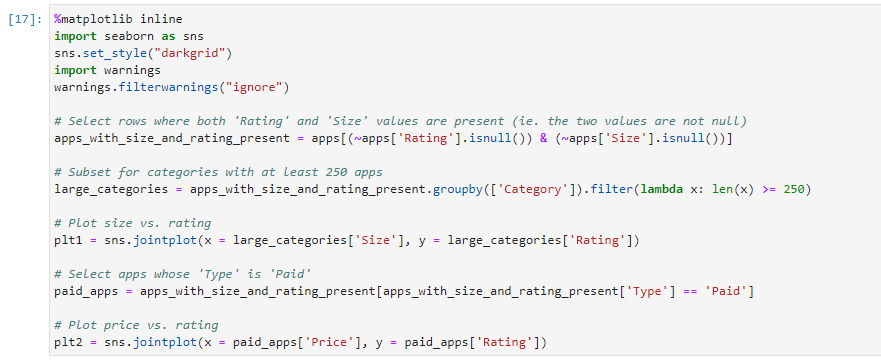 [17]: %matplotlib inline
import seaborn as sns
sns.set_style("darkgrid")
import warnings
warnings.filterwarnings("ignore")
# Select rows where both 'Rating' and 'Size' values are present (ie. the two values are not null)
apps_with_size_and_rating_present = apps[(~apps['Rating'].isnull()) & (~apps['Size'].isnull())]
# Subset for categories with at least 250 apps
large_categories = apps_with_size_and_rating_present.groupby(['Category']).filter(lambda x: len(x) >= 250)
# Plot size vs. rating
plt1 = sns.jointplot(x = large_categories['Size'], y = large_categories['Rating'])
# Select apps whose 'Type' is 'Paid'
paid_apps = apps_with_size_and_rating_present[apps_with_size_and_rating_present['Type'] == 'Paid']
# Plot price vs. rating
plt2 = sns.jointplot(x = paid_apps['Price'], y = paid_apps['Rating'])